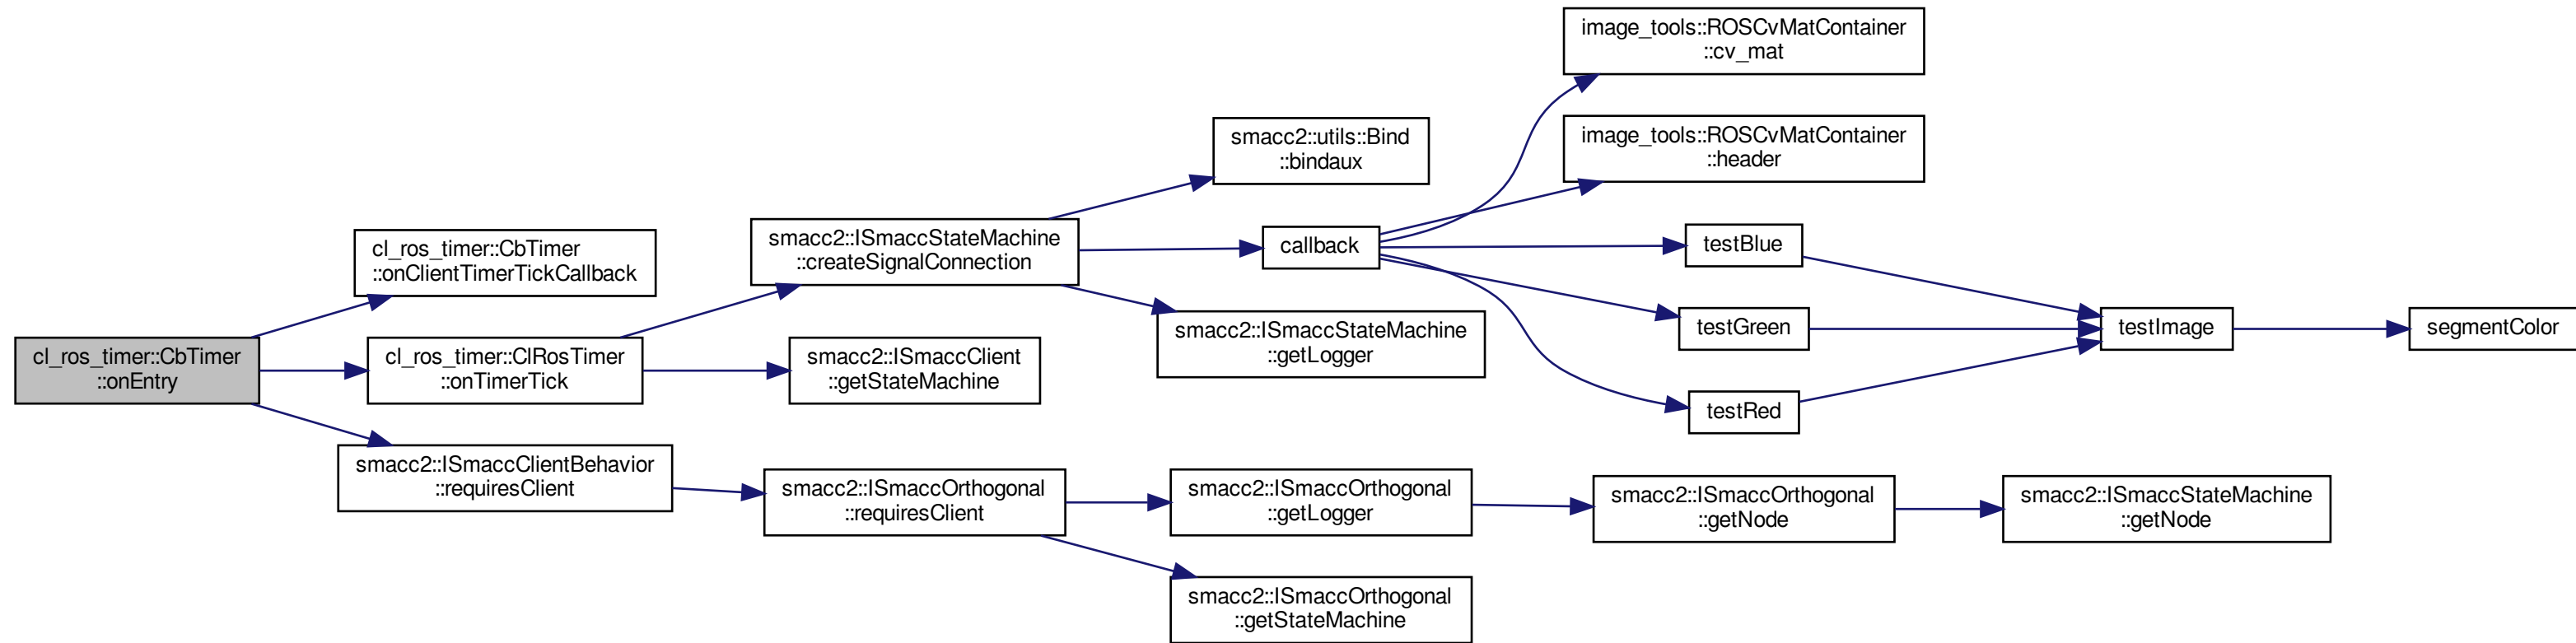 cl_ros_timer::CbTimer
::onEntry
cl_ros_timer::CbTimer
::onClientTimerTickCallback
cl_ros_timer::ClRosTimer
::onTimerTick
smacc2::ISmaccClientBehavior
::requiresClient
smacc2::ISmaccStateMachine
::createSignalConnection
smacc2::ISmaccClient
::getStateMachine
smacc2::ISmaccOrthogonal
::requiresClient
smacc2::utils::Bind
::bindaux
callback
smacc2::ISmaccStateMachine
::getLogger
smacc2::ISmaccOrthogonal
::getLogger
smacc2::ISmaccOrthogonal
::getStateMachine
image_tools::ROSCvMatContainer
::cv_mat
image_tools::ROSCvMatContainer
::header
testBlue
testGreen
testRed
smacc2::ISmaccOrthogonal
::getNode
testImage
smacc2::ISmaccStateMachine
::getNode
segmentColor